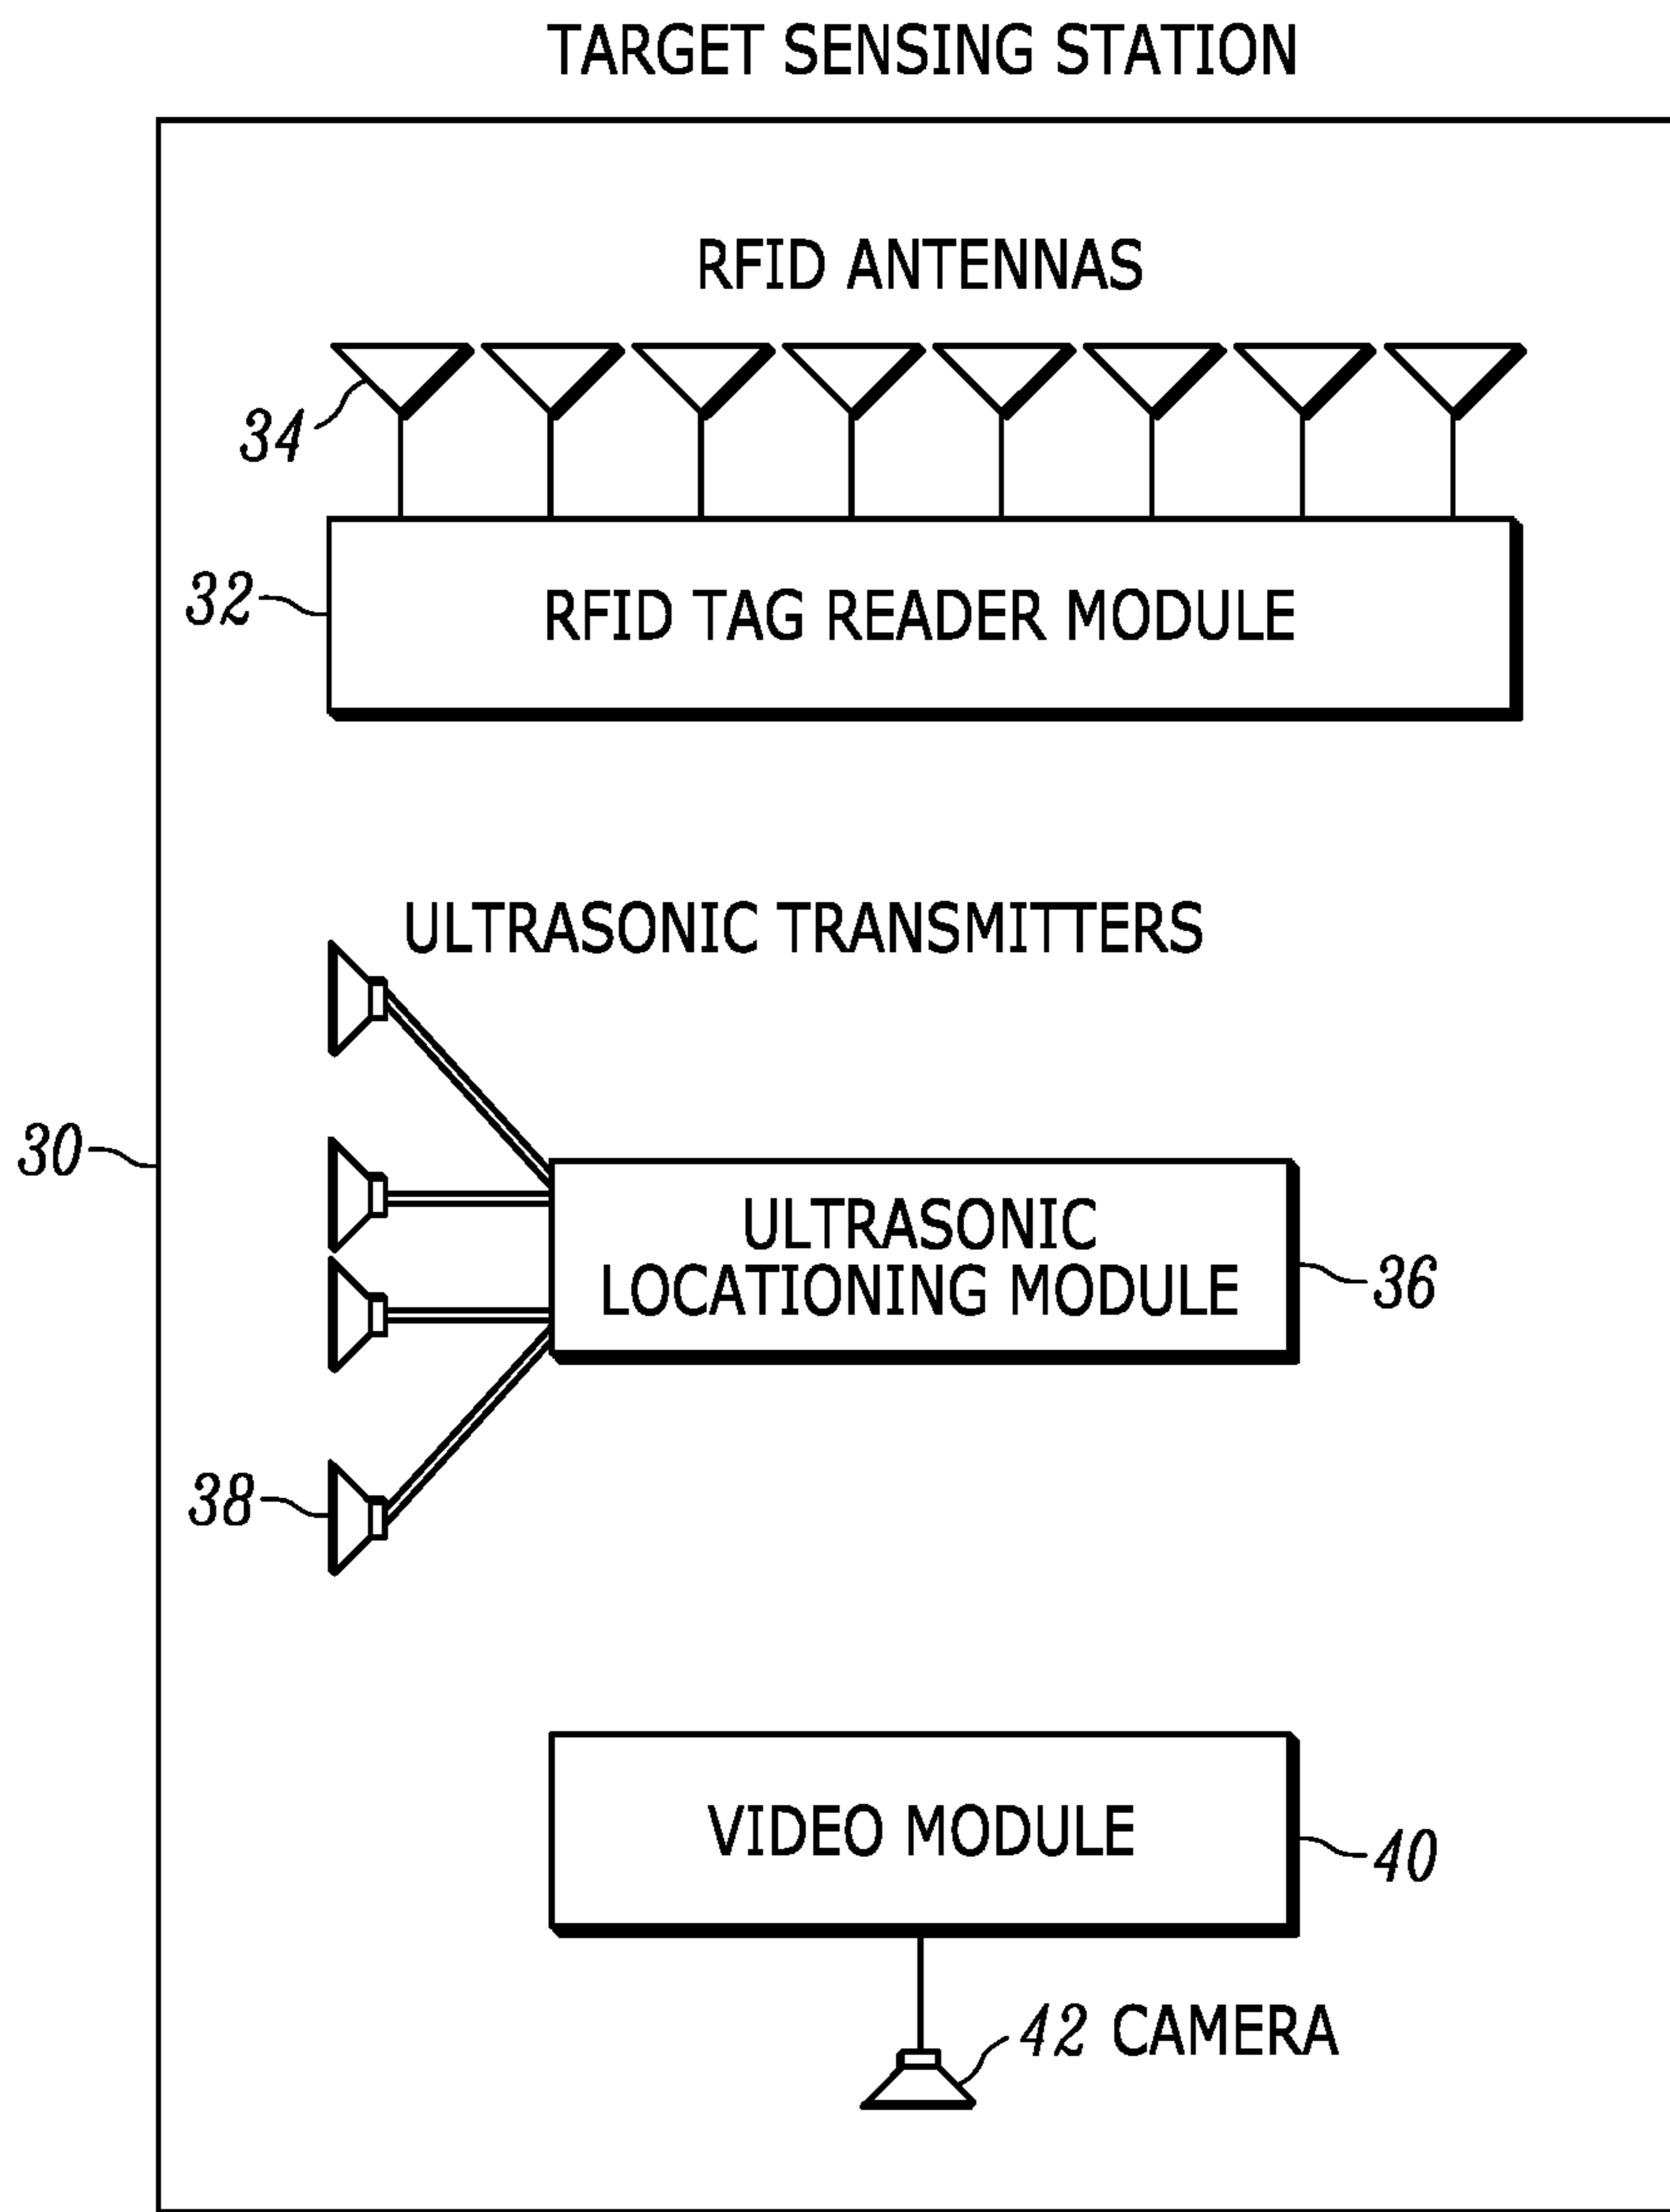 TARGET SENSING STATION
RFID ANTENNAS
34
32
RFID TAG READER MODULE
ULTRASONIC TRANSMITTERS
30
ULTRASONIC
LOCATIONING MODULE
36
38
VIDEO MODULE
40
42 CAMERA